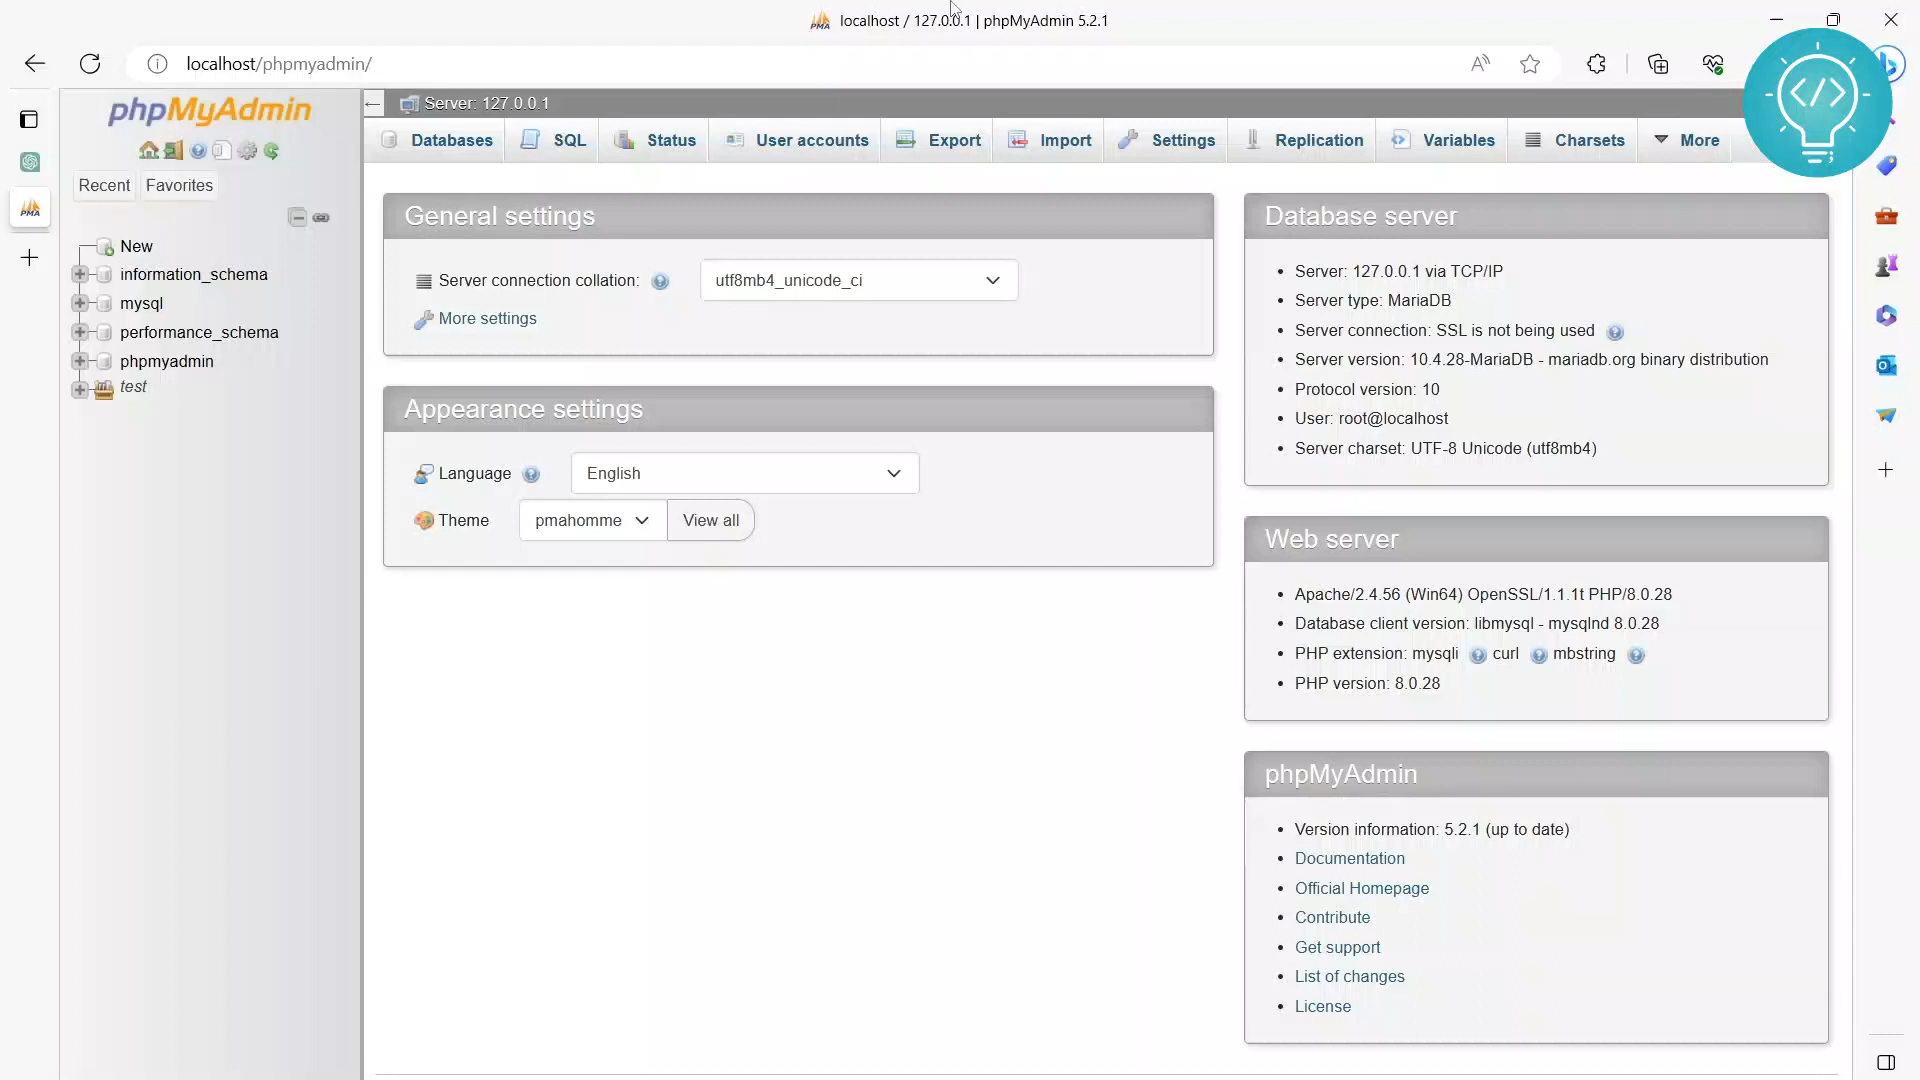 localhost / 127.0.0.1 | phpMyAdmin 5.2.1
localhost/phpmyadmin/
phpMyAdmin
Recent Favorites
New
information_schema
mysql
performance_schema
phpmyadmin
test
Server: 127.0.0.1
Databases SQL Status User accounts Export Import Settings Replication Variables Charsets More
General settings
Server connection collation: utf8mb4_unicode_ci
More settings
Appearance settings
Language English
Theme pmahomme View all
Database server
Server: 127.0.0.1 via TCP/IP
Server type: MariaDB
Server connection: SSL is not being used
Server version: 10.4.28-MariaDB - mariadb.org binary distribution
Protocol version: 10
User: root@localhost
Server charset: UTF-8 Unicode (utf8mb4)
Web server
Apache/2.4.56 (Win64) OpenSSL/1.1.1t PHP/8.0.28
Database client version: libmysql - mysqlnd 8.0.28
PHP extension: mysqli curl mbstring
PHP version: 8.0.28
phpMyAdmin
Version information: 5.2.1 (up to date)
Documentation
Official Homepage
Contribute
Get support
List of changes
License
PMA
PMA